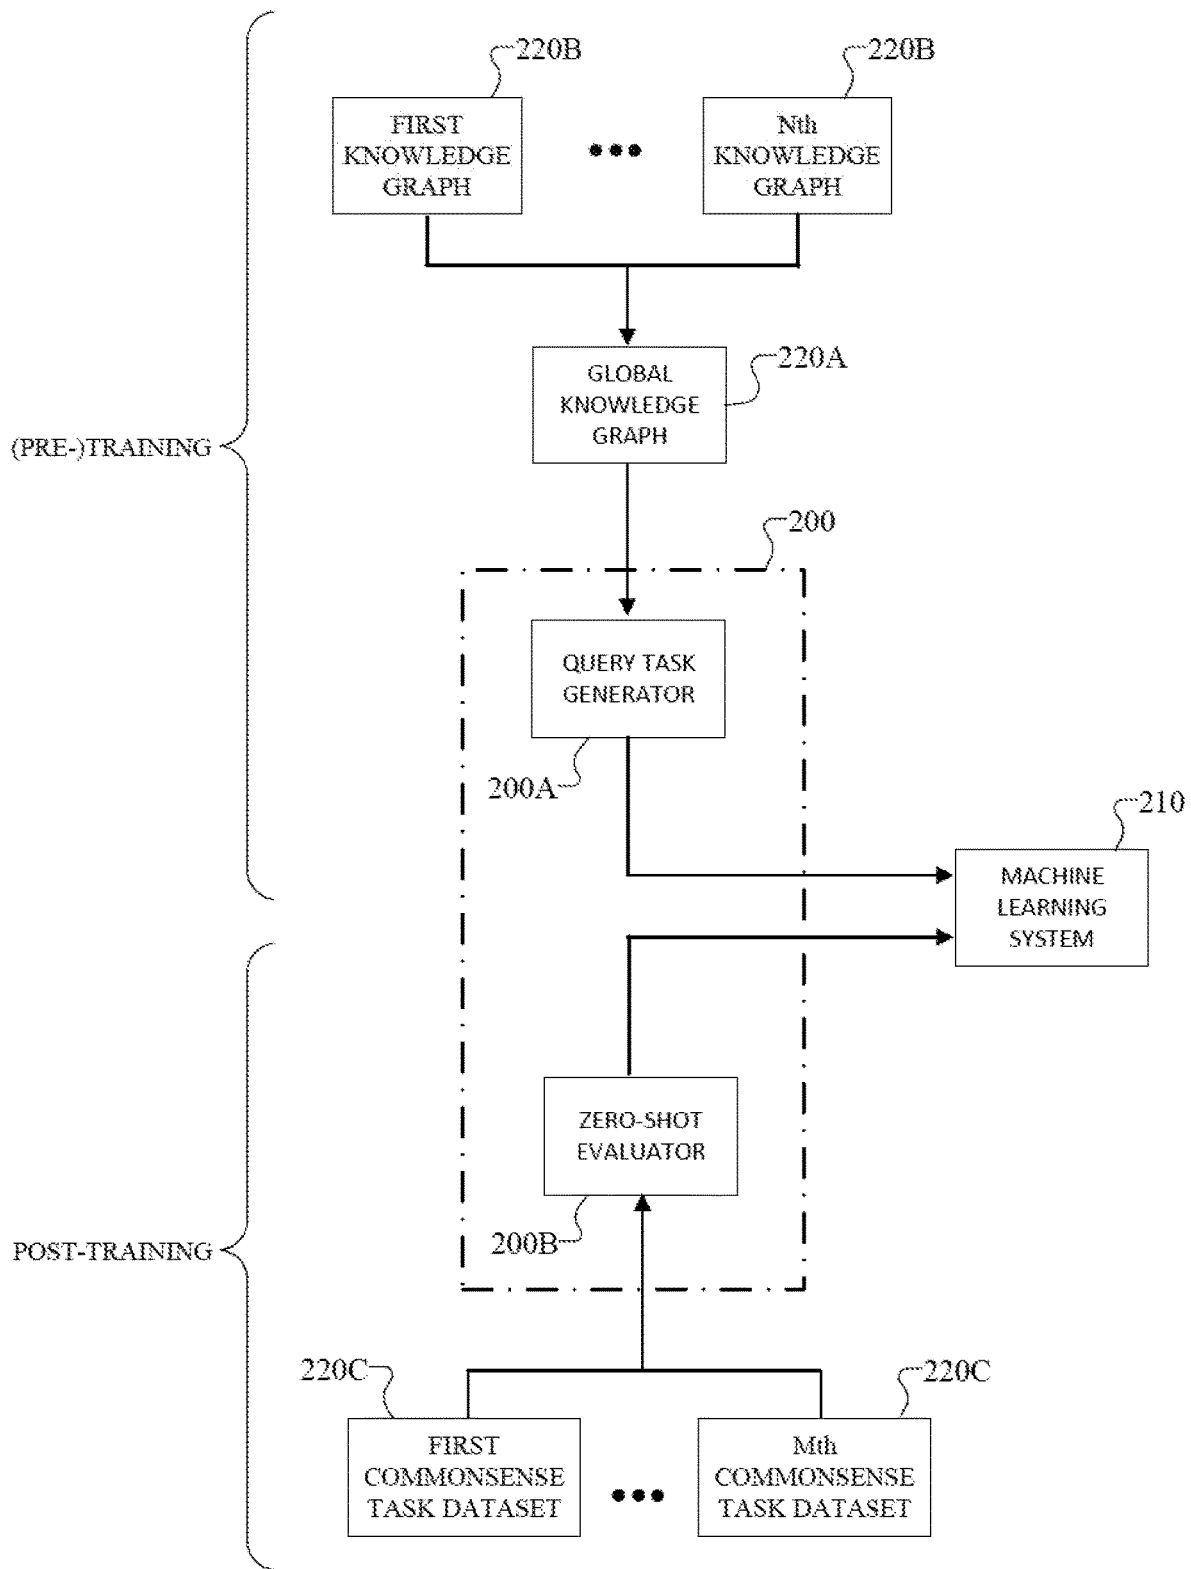 220B
220B
FIRST
KNOWLEDGE
GRAPH
Nth
KNOWLEDGE
GRAPH
220A
GLOBAL
KNOWLEDGE
GRAPH
(PRE-)TRAINING
200
QUERY TASK
GENERATOR
200A
210
MACHINE
LEARNING
SYSTEM
ZERO-SHOT
EVALUATOR
200B
POST-TRAINING
220C
220C
FIRST
COMMONSENSE
TASK DATASET
Mth
COMMONSENSE
TASK DATASET